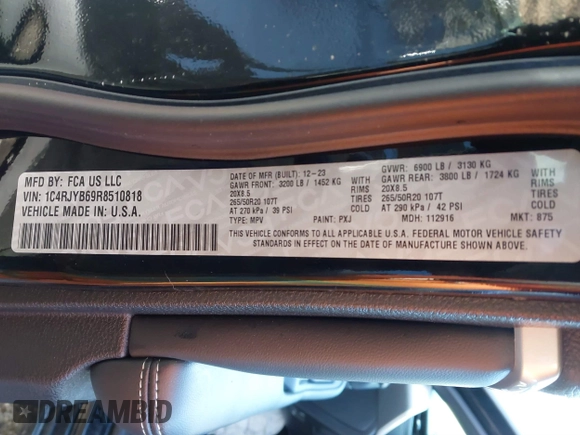 MFD BY: FCA US LLC
VIN: 1C4RJYB69R8510818
VEHICLE MADE IN U.S.A.
DATE OF MFR (BUILT): 12-23
GAWR FRONT: 3200 LB / 1452 KG
20X8.5
265/50R20 107T
AT 270 kPa / 39 PSI
TYPE: MPV
PAINT: PXJ
RIMS
TIRES
COLD
GVWR: 6900 LB / 3130 KG
GAWR REAR: 3800 LB / 1724 KG
20X8.5
265/50R20 107T
AT 290 kPa / 42 PSI
RIMS
TIRES
COLD
MDH: 112916
MKT: 875
THIS VEHICLE CONFORMS TO ALL APPLICABLE U.S.A. FEDERAL MOTOR VEHICLE SAFETY
STANDARDS IN EFFECT ON THE DATE OF MANUFACTURE SHOWN ABOVE.
DREAMBID